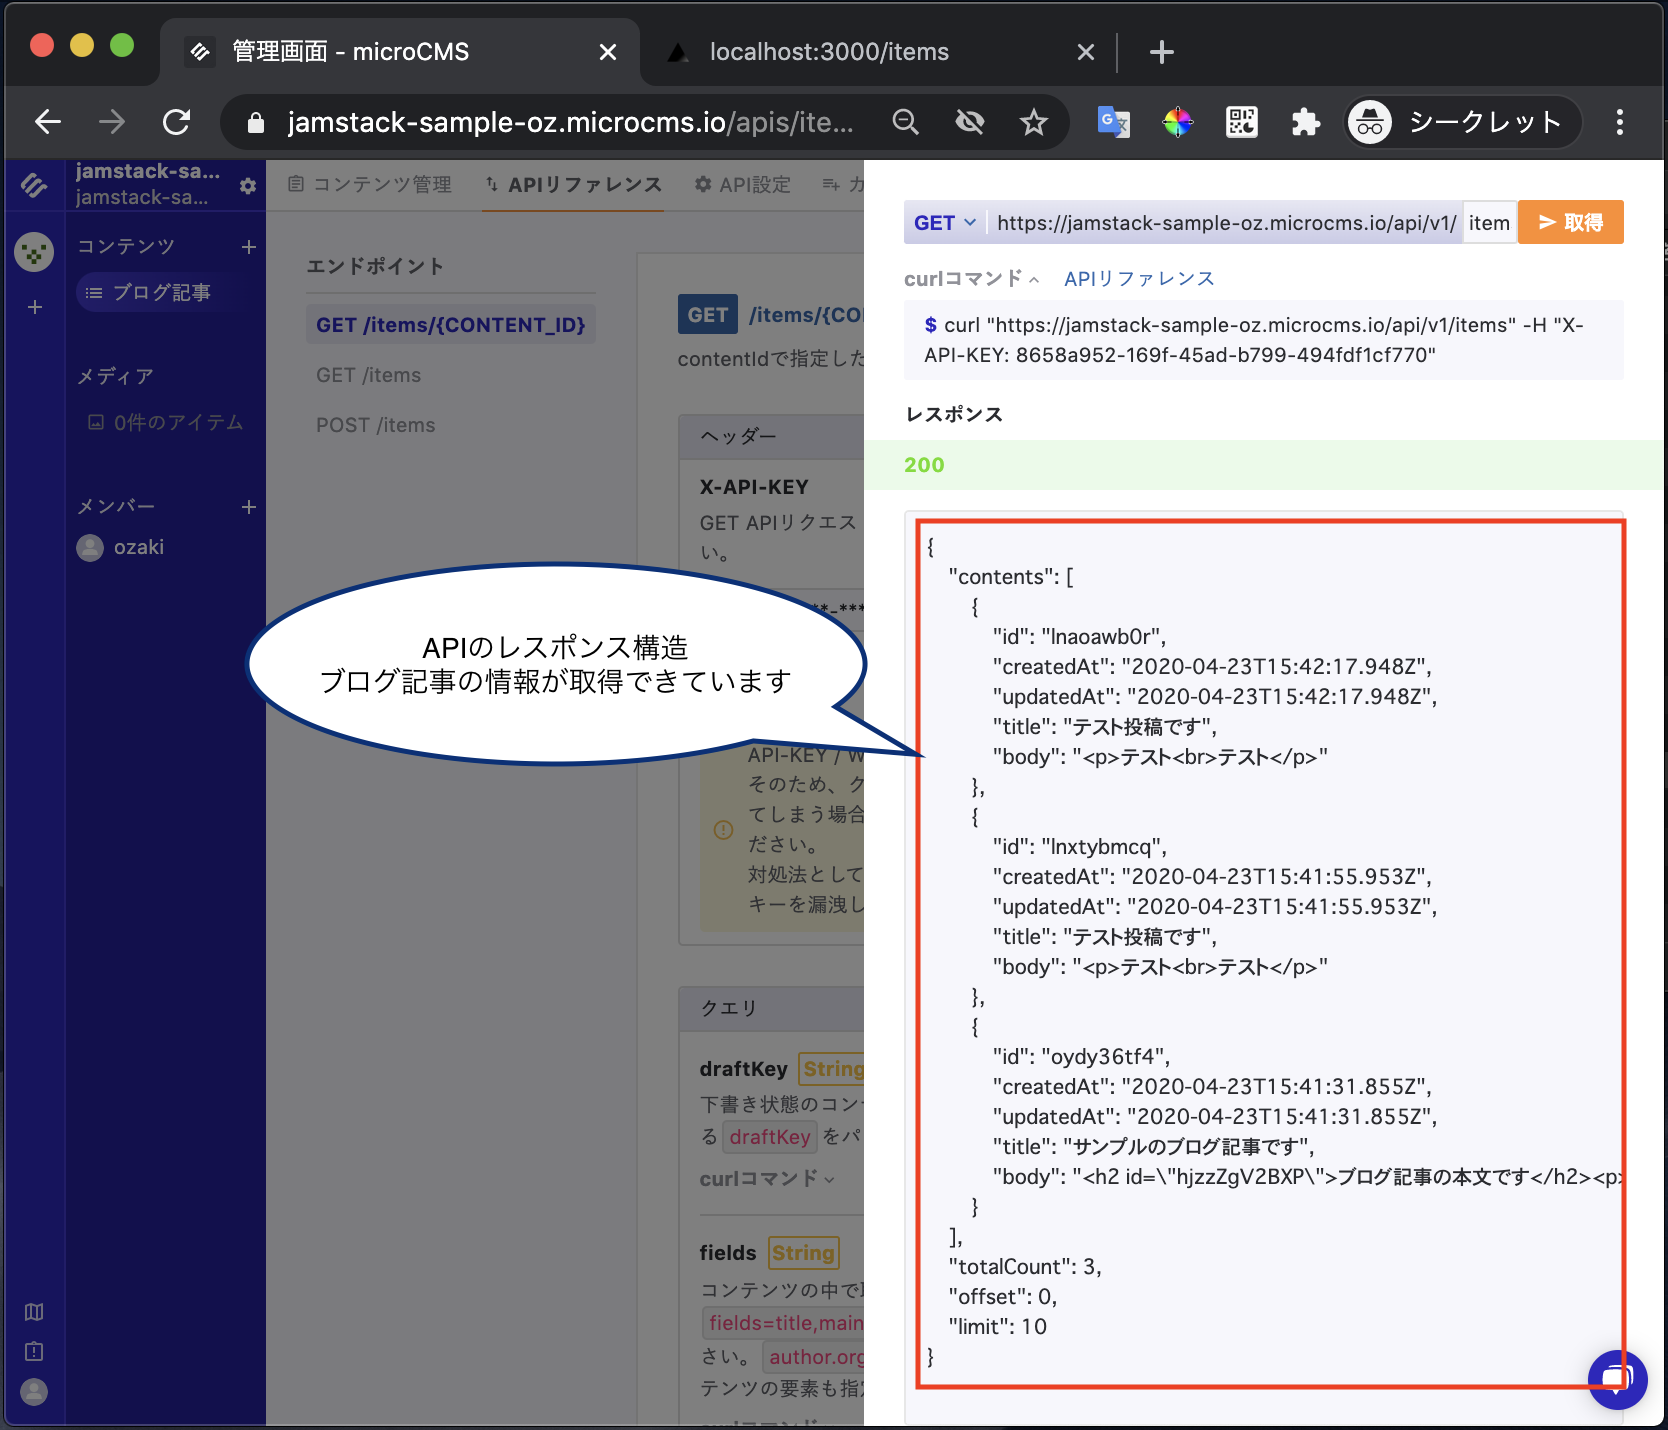 管理画面 - microCMS
localhost:3000/items
jamstack-sample-oz.microcms.io/apis/ite...
シークレット
jamstack-sa...
jamstack-sa...
コンテンツ
ブログ記事
メディア
0件のアイテム
メンバー
ozaki
コンテンツ管理
APIリファレンス
API設定
エンドポイント
GET /items/{CONTENT_ID}
GET /items
POST /items
GET /items/{CO
contentIdで指定した
ヘッダー
X-API-KEY
GET APIリクエス
い。
**-***
APIのレスポンス構造
ブログ記事の情報が取得できています
API-KEY / W
そのため、ク
てしまう場合
ださい。
対処法として
キーを漏洩し
クエリ
draftKey String
下書き状態のコン
る draftKey をパ
curlコマンド
fields String
コンテンツの中で
fields=title,main
さい。 author.org
テンツの要素も指
curlコマンド
GET https://jamstack-sample-oz.microcms.io/api/v1/ item 取得
curlコマンド APIリファレンス
$ curl "https://jamstack-sample-oz.microcms.io/api/v1/items" -H "X-
API-KEY: 8658a952-169f-45ad-b799-494fdf1cf770"
レスポンス
200
{
"contents": [
{
"id": "lnaoawb0r",
"createdAt": "2020-04-23T15:42:17.948Z",
"updatedAt": "2020-04-23T15:42:17.948Z",
"title": "テスト投稿です",
"body": "<p>テスト<br>テスト</p>"
},
{
"id": "lnxtybmcq",
"createdAt": "2020-04-23T15:41:55.953Z",
"updatedAt": "2020-04-23T15:41:55.953Z",
"title": "テスト投稿です",
"body": "<p>テスト<br>テスト</p>"
},
{
"id": "oydy36tf4",
"createdAt": "2020-04-23T15:41:31.855Z",
"updatedAt": "2020-04-23T15:41:31.855Z",
"title": "サンプルのブログ記事です",
"body": "<h2 id=\"hjzzZgV2BXP\">ブログ記事の本文です</h2><p>
}
],
"totalCount": 3,
"offset": 0,
"limit": 10
}